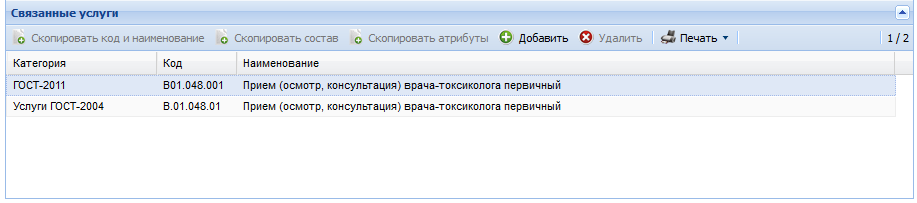 Связанные услуги
Скопировать код и наименование Скопировать состав Скопировать атрибуты Добавить Удалить Печать 1 / 2
Категория Код Наименование
ГОСТ-2011 B01.048.001 Прием (осмотр, консультация) врача-токсиколога первичный
Услуги ГОСТ-2004 B.01.048.01 Прием (осмотр, консультация) врача-токсиколога первичный